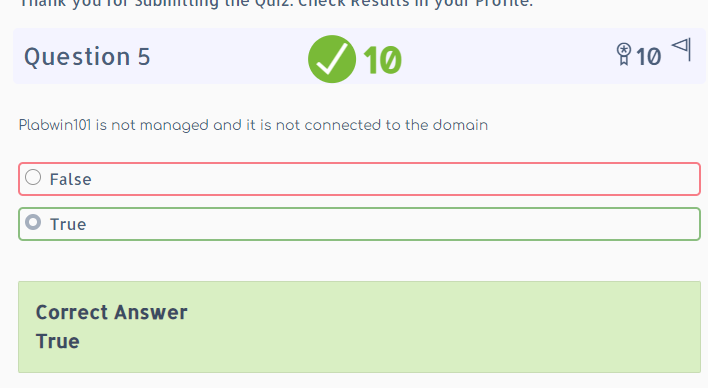 Thank you for Submitting the Quiz. Check Results in your Profile.
Question 5
10
10
Plabwin101 is not managed and it is not connected to the domain
False
True
Correct Answer
True